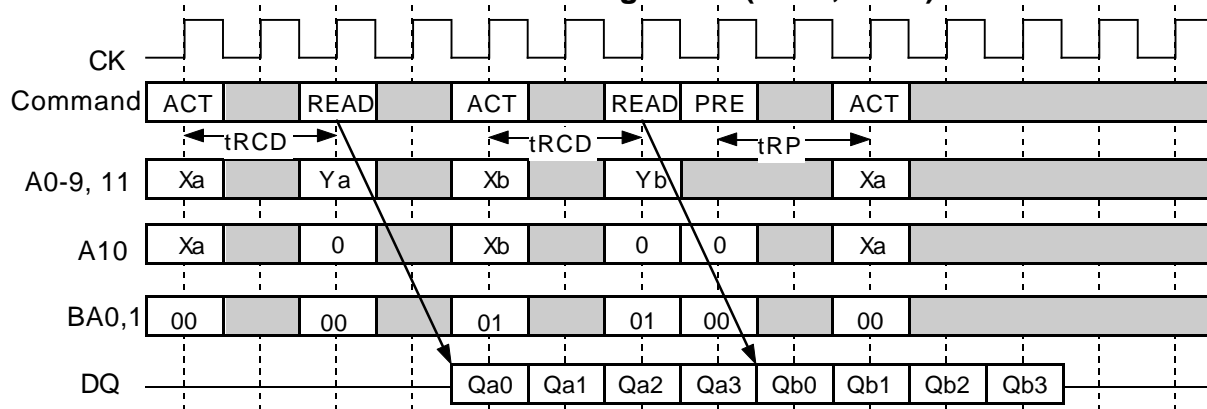 CK
Command ACT READ ACT READ PRE ACT
tRCD tRCD tRP
A0-9, 11 Xa Ya Xb Yb Xa
A10 Xa 0 Xb 0 0 Xa
BA0,1 00 00 01 01 00 00
DQ Qa0 Qa1 Qa2 Qa3 Qb0 Qb1 Qb2 Qb3